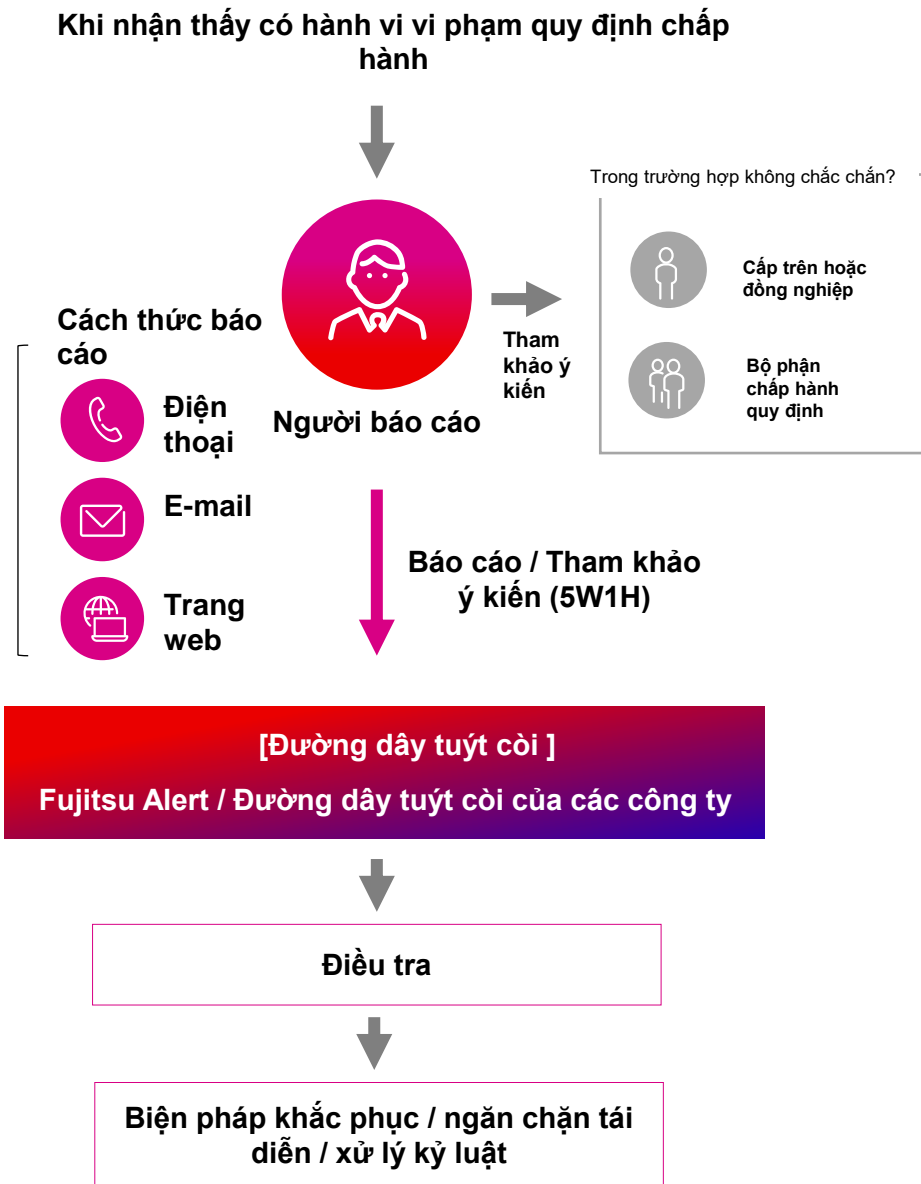 Khi nhận thấy có hành vi vi phạm quy định chấp
hành
Trong trường hợp không chắc chắn?
Cấp trên hoặc
đồng nghiệp
Bộ phận
chấp hành
quy định
Tham
khảo ý
kiến
Người báo cáo
Cách thức báo
cáo
Điện
thoại
E-mail
Trang
web
Báo cáo / Tham khảo
ý kiến (5W1H)
[Đường dây tuýt còi ]
Fujitsu Alert / Đường dây tuýt còi của các công ty
Điều tra
Biện pháp khắc phục / ngăn chặn tái
diễn / xử lý kỷ luật